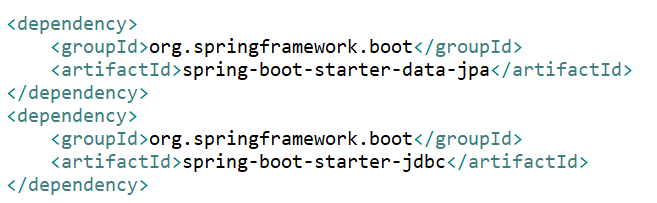 <dependency>
    <groupId>org.springframework.boot</groupId>
    <artifactId>spring-boot-starter-data-jpa</artifactId>
</dependency>
<dependency>
    <groupId>org.springframework.boot</groupId>
    <artifactId>spring-boot-starter-jdbc</artifactId>
</dependency>